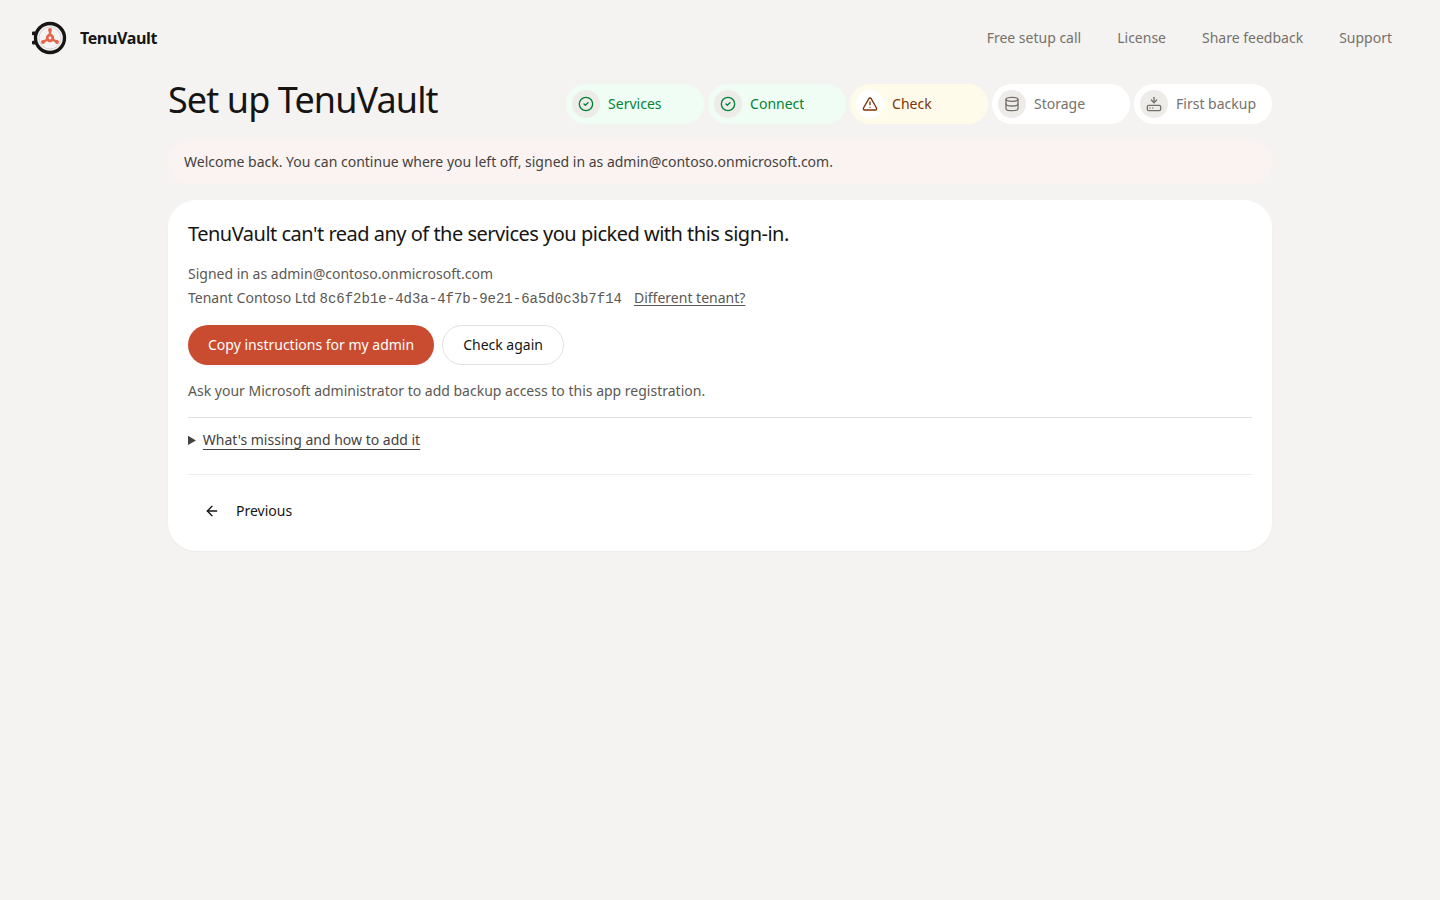 TenuVault
Free setup call
License
Share feedback
Support
Set up TenuVault
Services
Connect
Check
Storage
First backup
Welcome back. You can continue where you left off, signed in as admin@contoso.onmicrosoft.com.
TenuVault can't read any of the services you picked with this sign-in.
Signed in as admin@contoso.onmicrosoft.com
Tenant Contoso Ltd 8c6f2b1e-4d3a-4f7b-9e21-6a5d0c3b7f14 Different tenant?
Copy instructions for my admin
Check again
Ask your Microsoft administrator to add backup access to this app registration.
What's missing and how to add it
Previous